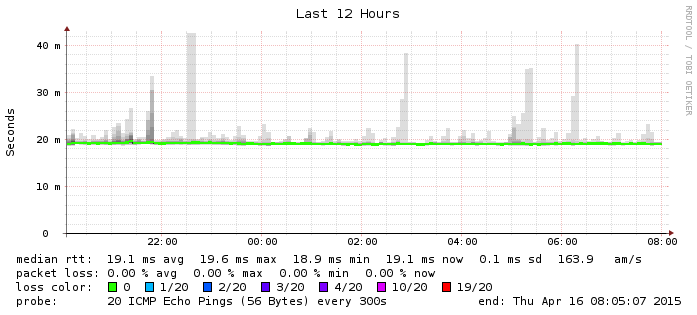 Last 12 Hours
RRDTOOL / TOBI OETIKER
Seconds
40 m
30 m
20 m
10 m
0
22:00 00:00 02:00 04:00 06:00 08:00
median rtt: 19.1 ms avg 19.6 ms max 18.9 ms min 19.1 ms now 0.1 ms sd 163.9 am/s
packet loss: 0.00 % avg 0.00 % max 0.00 % min 0.00 % now
loss color: 0 1/20 2/20 3/20 4/20 10/20 19/20
probe: 20 ICMP Echo Pings (56 Bytes) every 300s end: Thu Apr 16 08:05:07 2015